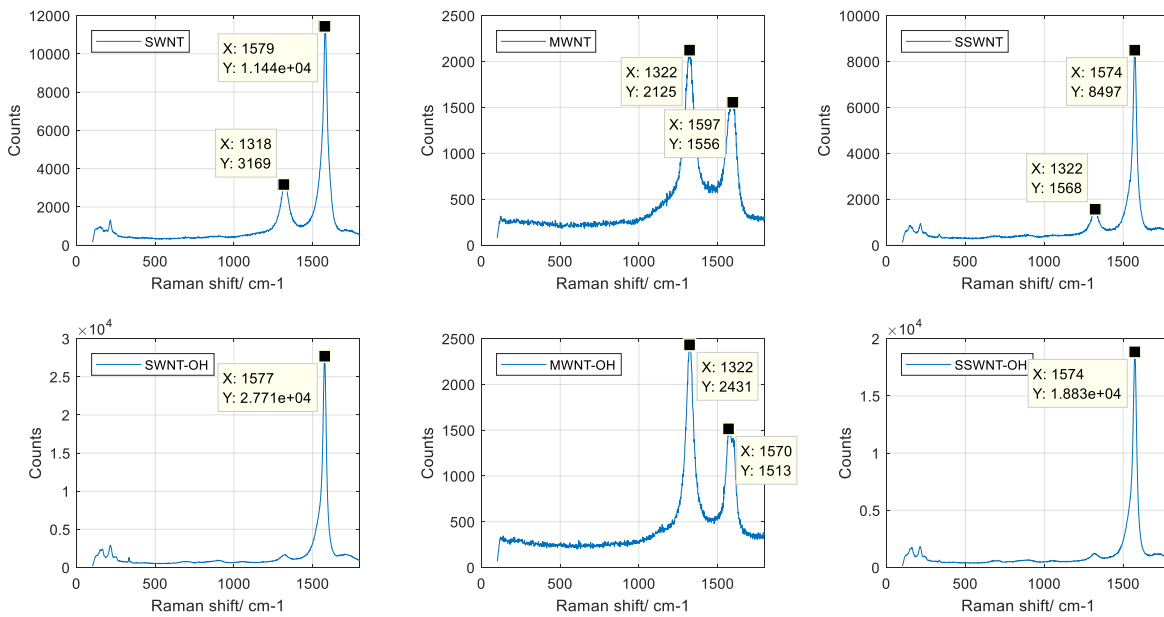 12000
10000
8000
6000
4000
2000
0
Counts
SWNT
X: 1579
Y: 1.144e+04
X: 1318
Y: 3169
0 500 1000 1500
Raman shift/ cm-1
2500
2000
1500
1000
500
0
Counts
MWNT
X: 1322
Y: 2125
X: 1597
Y: 1556
0 500 1000 1500
Raman shift/ cm-1
10000
8000
6000
4000
2000
0
Counts
SSWNT
X: 1574
Y: 8497
X: 1322
Y: 1568
0 500 1000 1500
Raman shift/ cm-1
×10^4
3
2.5
2
1.5
1
0.5
0
Counts
SWNT-OH
X: 1577
Y: 2.771e+04
0 500 1000 1500
Raman shift/ cm-1
2500
2000
1500
1000
500
0
Counts
MWNT-OH
X: 1322
Y: 2431
X: 1570
Y: 1513
0 500 1000 1500
Raman shift/ cm-1
×10^4
2
1.5
1
0.5
0
Counts
SSWNT-OH
X: 1574
Y: 1.883e+04
0 500 1000 1500
Raman shift/ cm-1